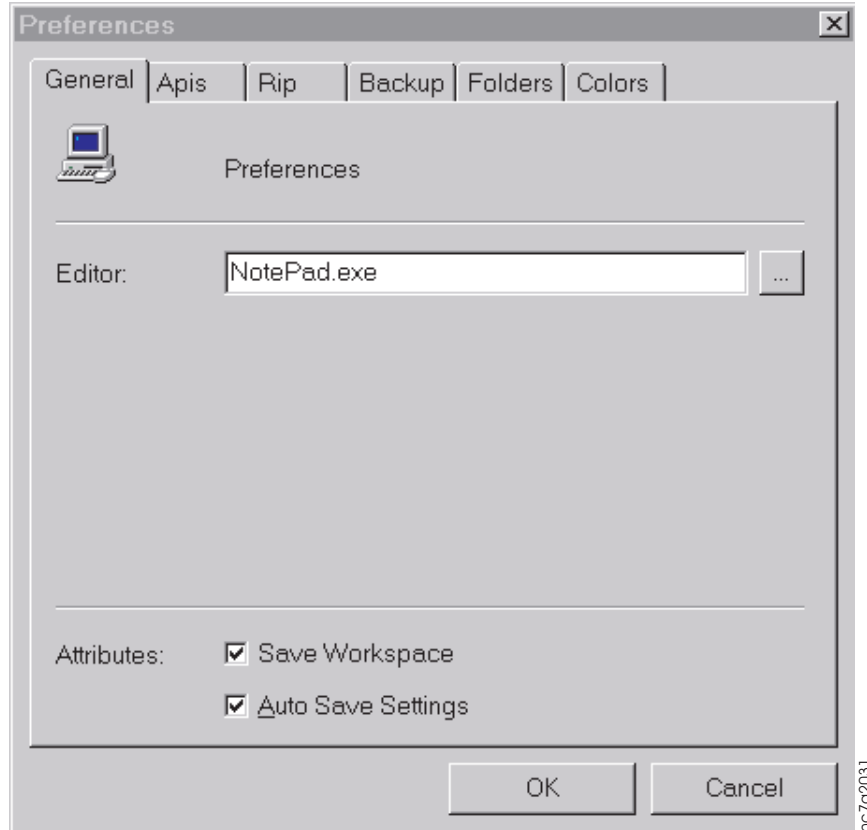 Preferences
General Apis Rip Backup Folders Colors
Preferences
Editor: NotePad.exe ...
Attributes: Save Workspace
Auto Save Settings
OK Cancel